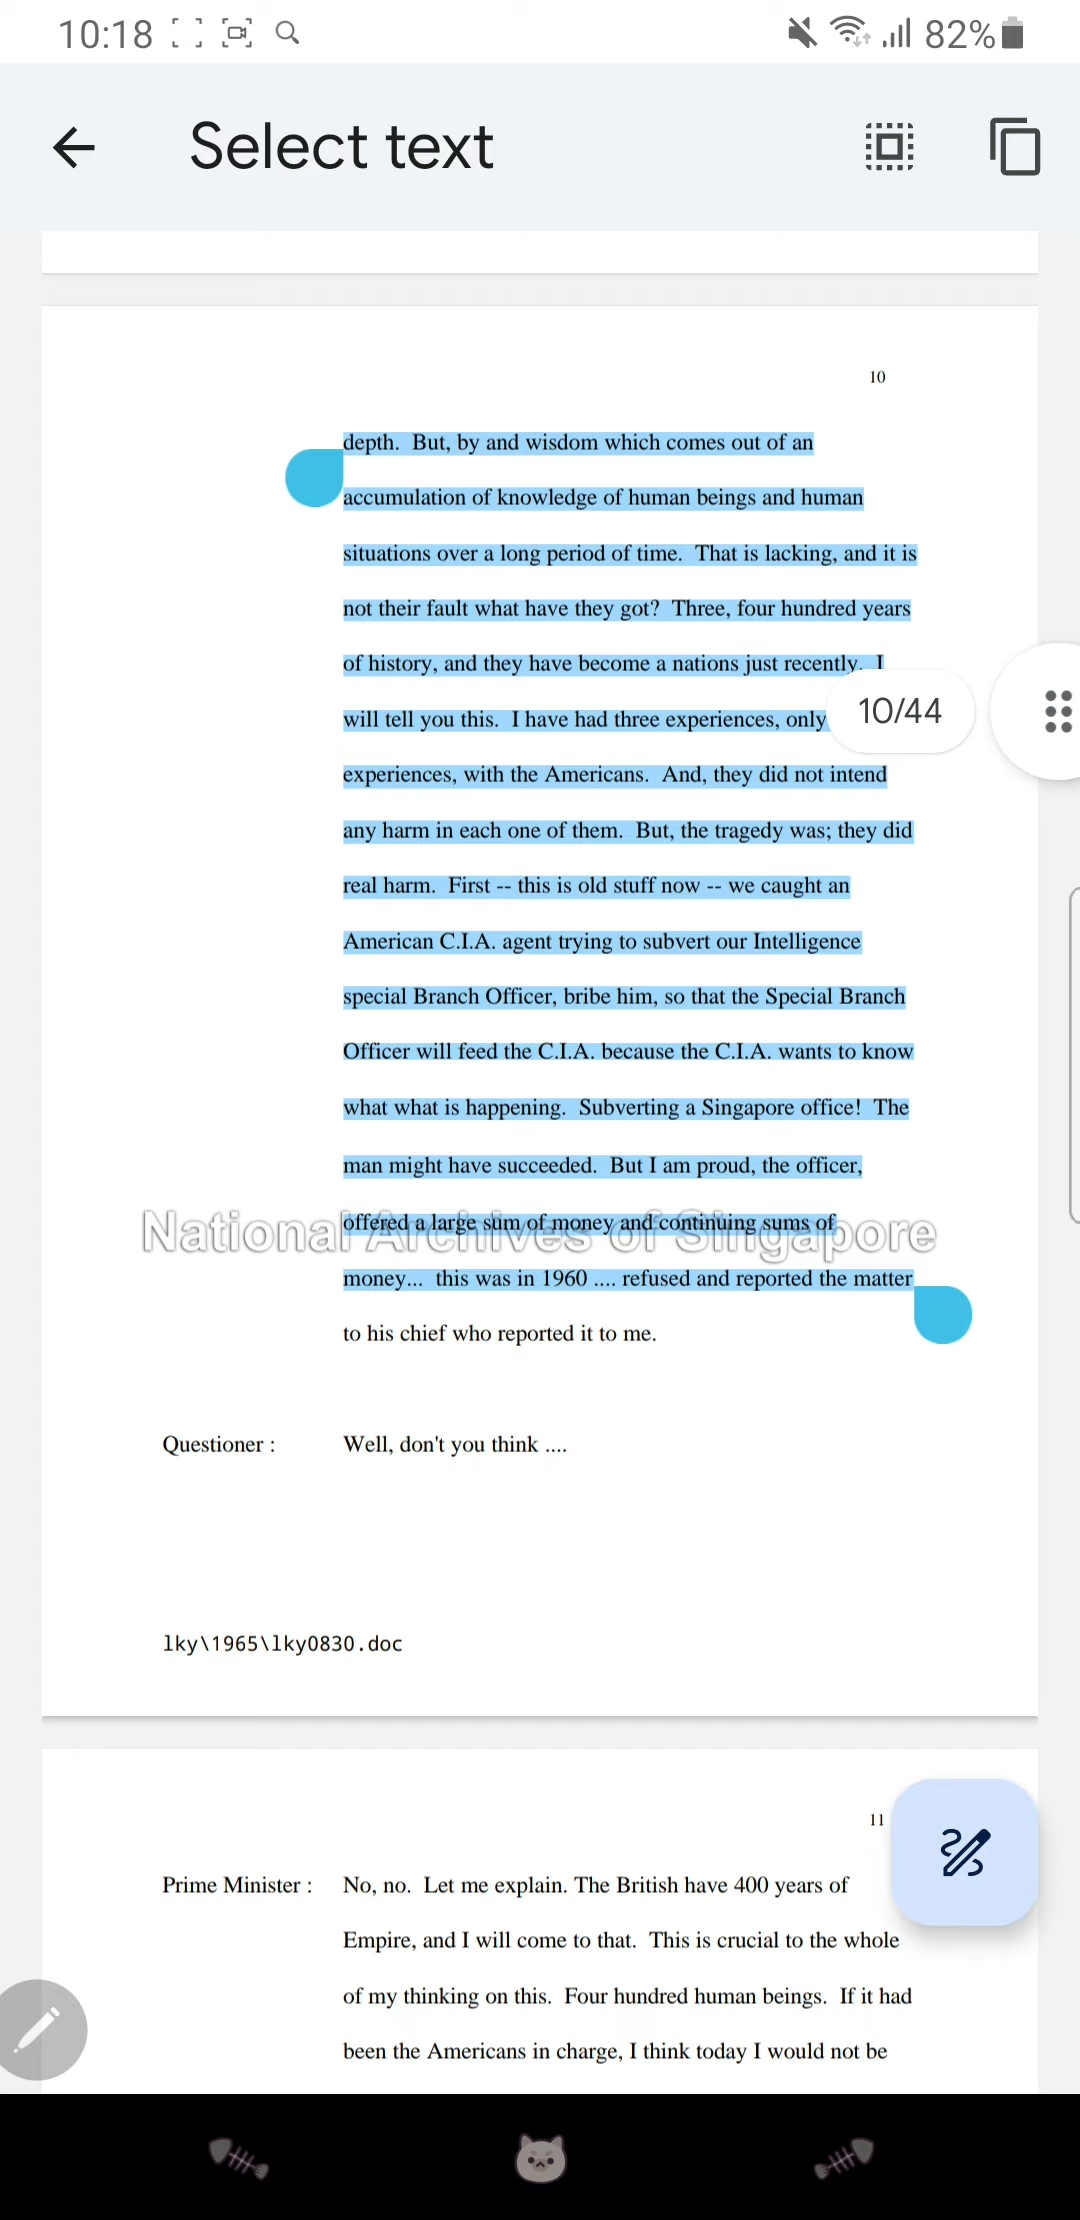 10:18
82%
Select text
10
depth.  But, by and wisdom which comes out of an
accumulation of knowledge of human beings and human
situations over a long period of time.  That is lacking, and it is
not their fault what have they got?  Three, four hundred years
of history, and they have become a nations just recently.  I
will tell you this.  I have had three experiences, only
10/44
experiences, with the Americans.  And, they did not intend
any harm in each one of them.  But, the tragedy was; they did
real harm.  First -- this is old stuff now -- we caught an
American C.I.A. agent trying to subvert our Intelligence
special Branch Officer, bribe him, so that the Special Branch
Officer will feed the C.I.A. because the C.I.A. wants to know
what what is happening.  Subverting a Singapore office!  The
man might have succeeded.  But I am proud, the officer,
offered a large sum of money and continuing sums of
National Archives of Singapore
money...  this was in 1960 .... refused and reported the matter
to his chief who reported it to me.
Questioner :  Well, don't you think ....
lky\1965\lky0830.doc
11
Prime Minister :  No, no.  Let me explain. The British have 400 years of
Empire, and I will come to that.  This is crucial to the whole
of my thinking on this.  Four hundred human beings.  If it had
been the Americans in charge, I think today I would not be